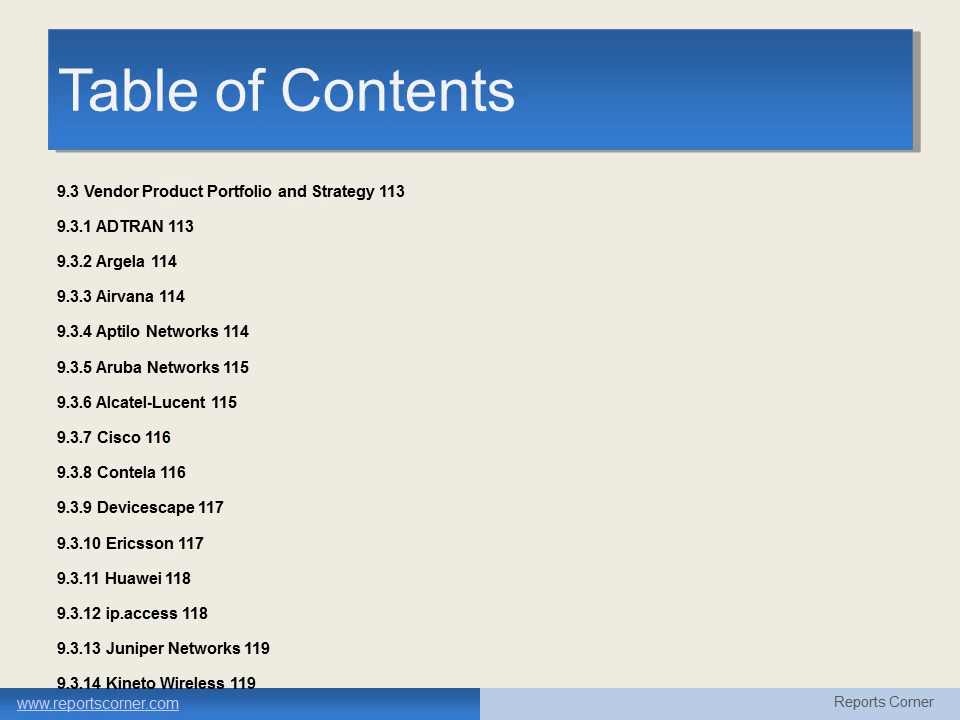 Table of Contents
9.3 Vendor Product Portfolio and Strategy 113
9.3.1 ADTRAN 113
9.3.2 Argela 114
9.3.3 Airvana 114
9.3.4 Aptilo Networks 114
9.3.5 Aruba Networks 115
9.3.6 Alcatel-Lucent 115
9.3.7 Cisco 116
9.3.8 Contela 116
9.3.9 Devicescape 117
9.3.10 Ericsson 117
9.3.11 Huawei 118
9.3.12 ip.access 118
9.3.13 Juniper Networks 119
9.3.14 Kineto Wireless 119
www.reportscorner.com
Reports Corner